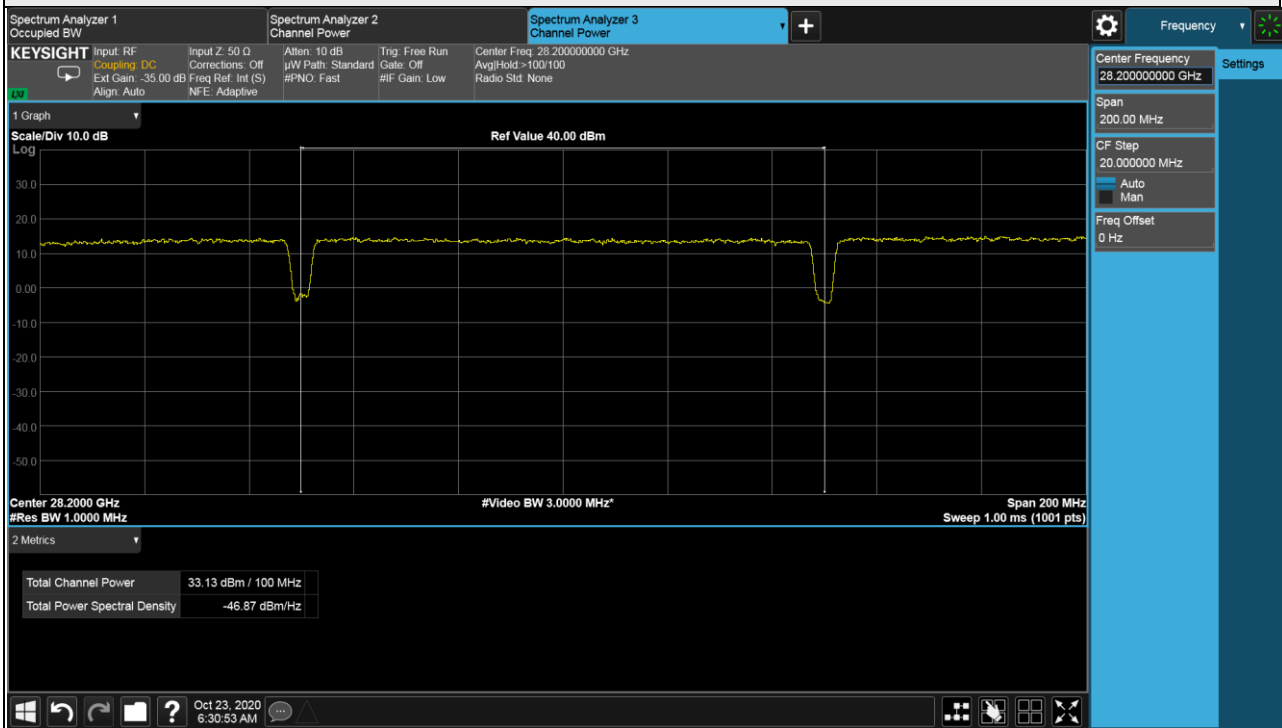 Spectrum Analyzer 1
Occupied BW
Spectrum Analyzer 2
Channel Power
Spectrum Analyzer 3
Channel Power
Frequency
KEYSIGHT
LXI
Input: RF
Coupling: DC
Ext Gain: -35.00 dB
Align: Auto
Input Z: 50 Ω
Corrections: Off
Freq Ref: Int (S)
NFE: Adaptive
Atten: 10 dB
µW Path: Standard
#PNO: Fast
Trig: Free Run
Gate: Off
#IF Gain: Low
Center Freq: 28.200000000 GHz
Avg|Hold:>100/100
Radio Std: None
Center Frequency
28.200000000 GHz
Settings
Span
200.00 MHz
CF Step
20.000000 MHz
Auto
Man
Freq Offset
0 Hz
1 Graph
Scale/Div 10.0 dB
Ref Value 40.00 dBm
Log
30.0
20.0
10.0
0.00
-10.0
-20.0
-30.0
-40.0
-50.0
Center 28.2000 GHz
#Video BW 3.0000 MHz*
Span 200 MHz
#Res BW 1.0000 MHz
Sweep 1.00 ms (1001 pts)
2 Metrics
Total Channel Power 33.13 dBm / 100 MHz
Total Power Spectral Density -46.87 dBm/Hz
?
Oct 23, 2020
6:30:53 AM